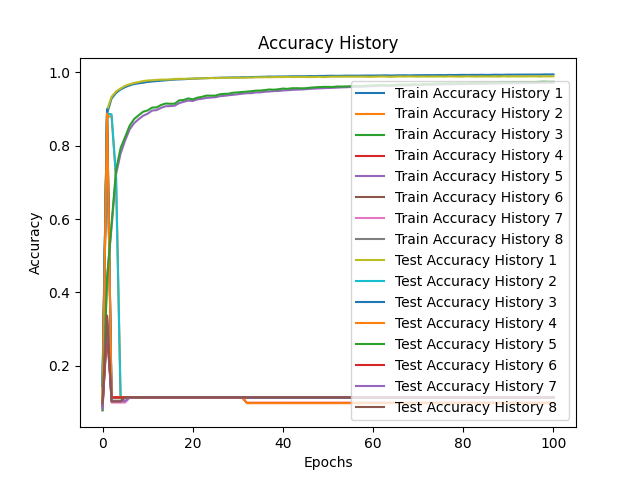 Accuracy History
1.0
0.8
0.6
0.4
0.2
Accuracy
0
20
40
60
80
100
Epochs
Train Accuracy History 1
Train Accuracy History 2
Train Accuracy History 3
Train Accuracy History 4
Train Accuracy History 5
Train Accuracy History 6
Train Accuracy History 7
Train Accuracy History 8
Test Accuracy History 1
Test Accuracy History 2
Test Accuracy History 3
Test Accuracy History 4
Test Accuracy History 5
Test Accuracy History 6
Test Accuracy History 7
Test Accuracy History 8